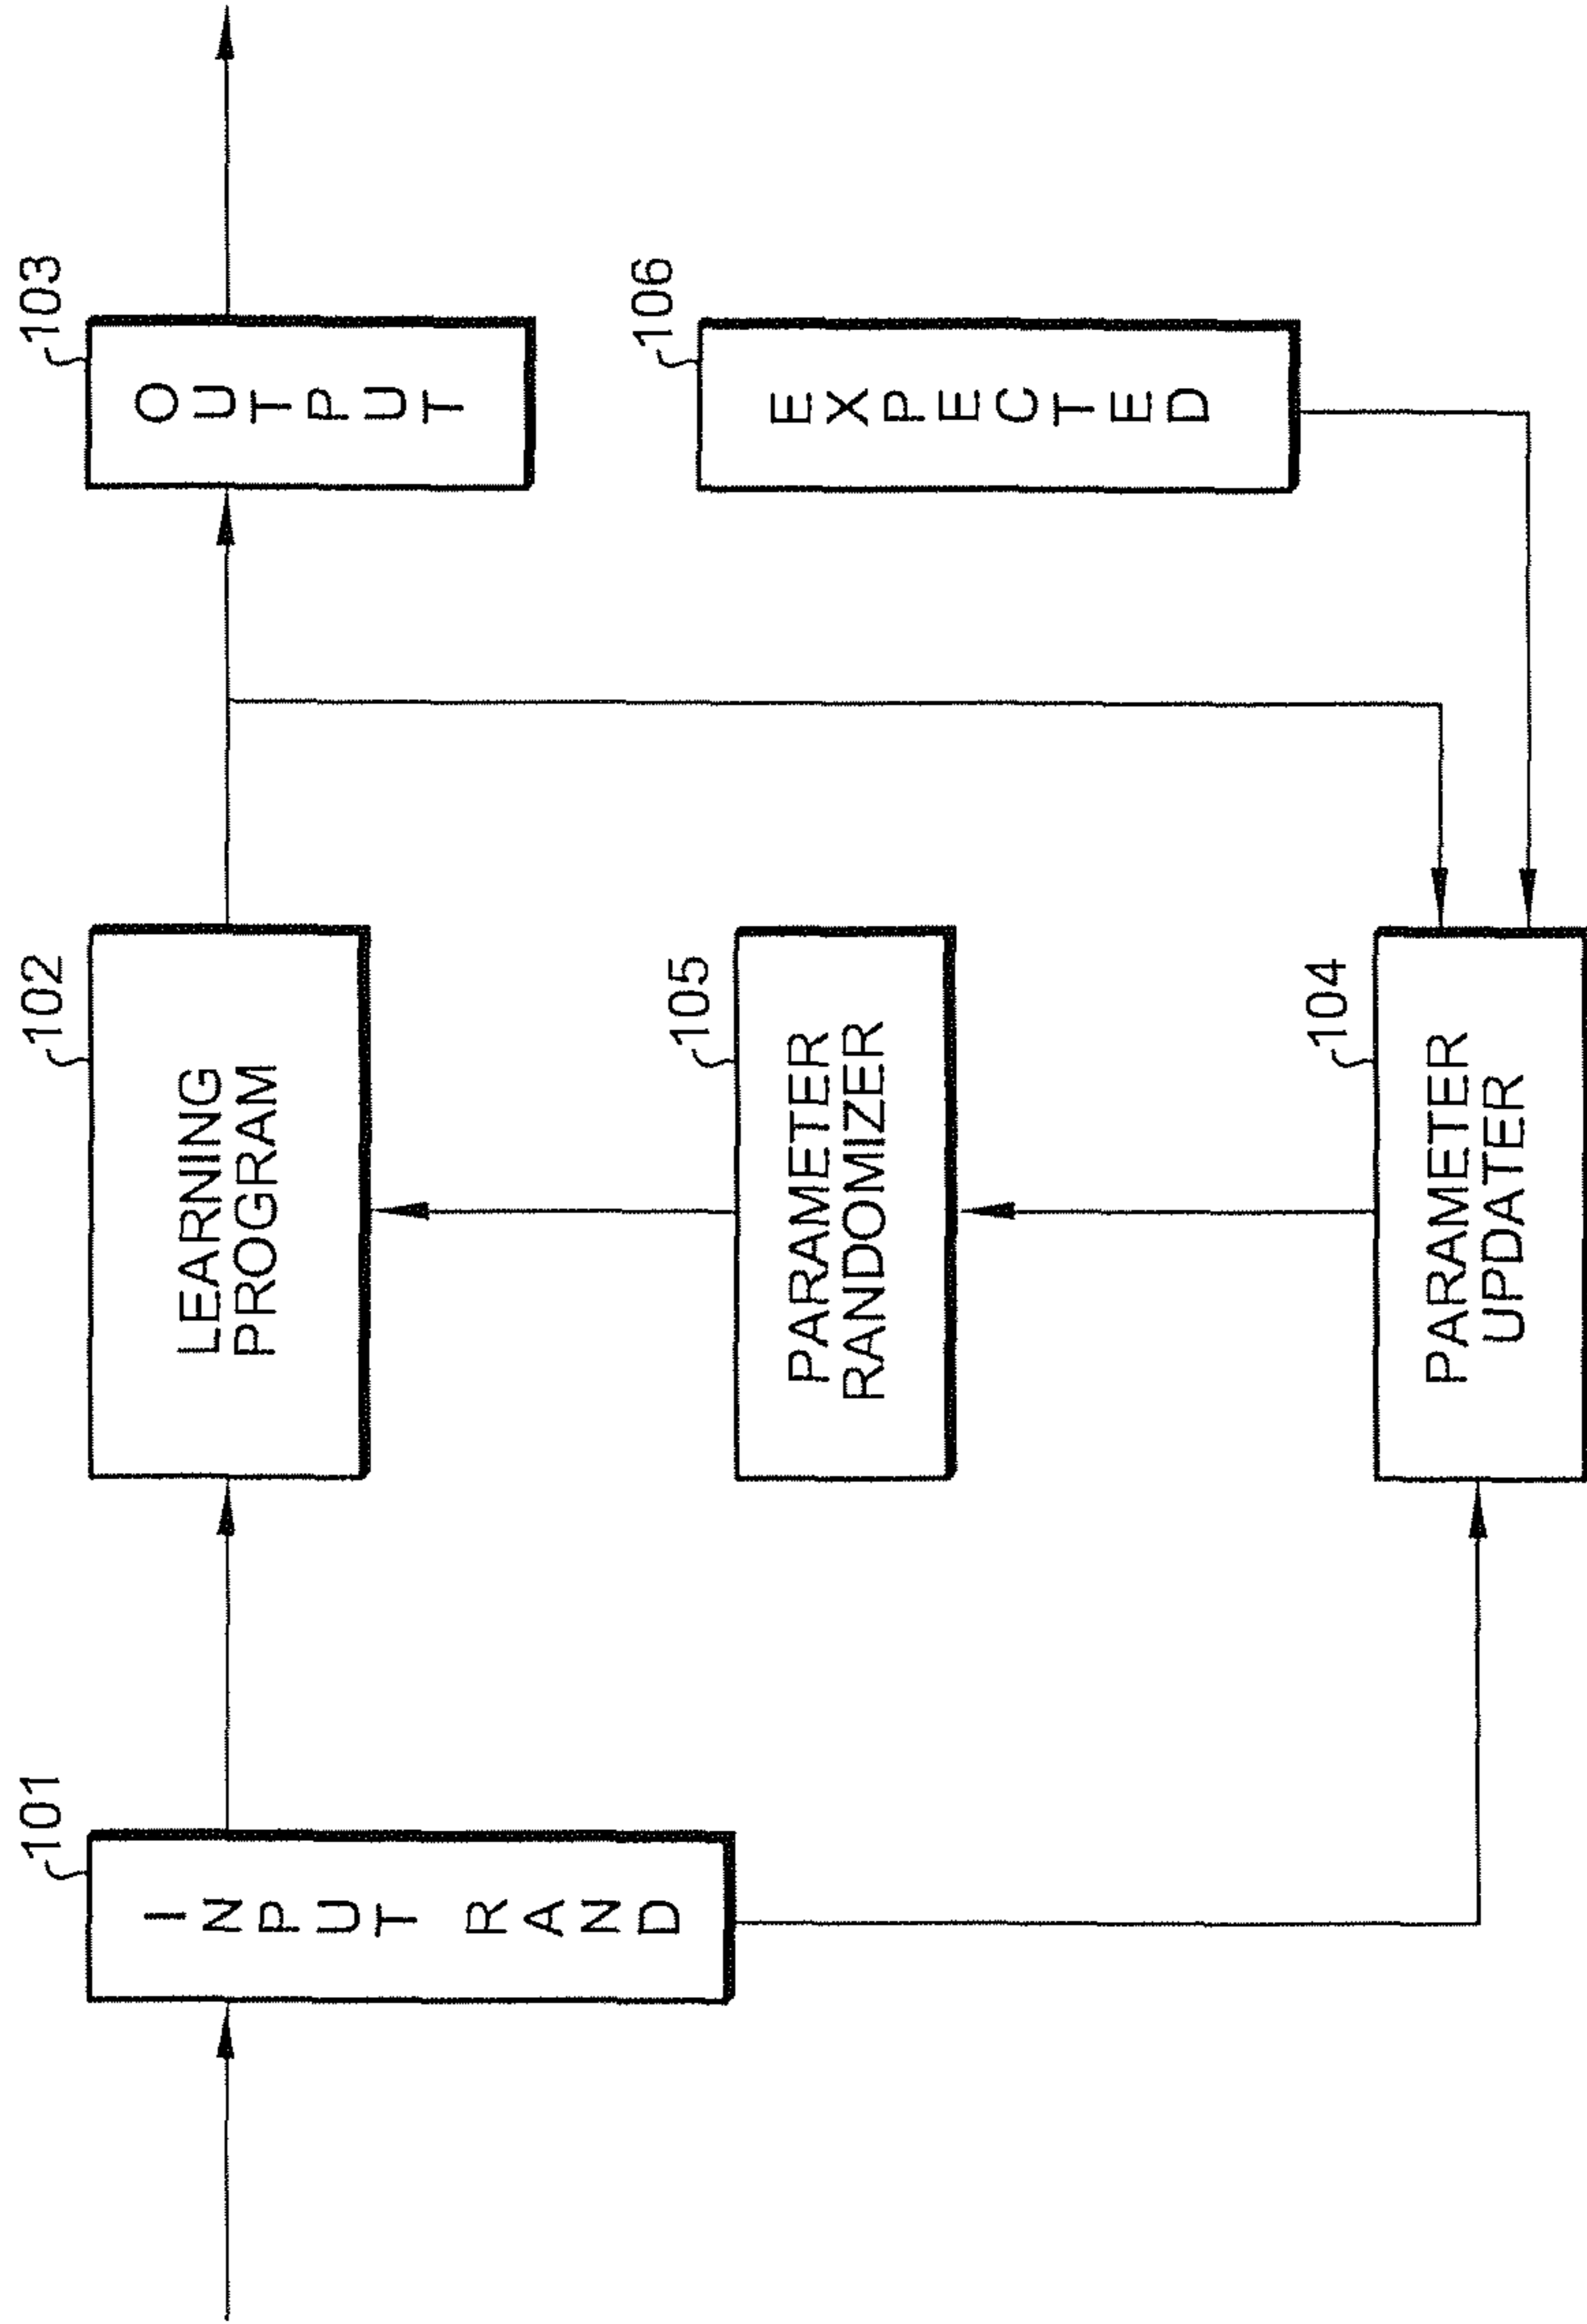 101
INPUT RAND
102
LEARNING
PROGRAM
103
OUTPUT
105
PARAMETER
RANDOMIZER
106
EXPECTED
104
PARAMETER
UPDATER